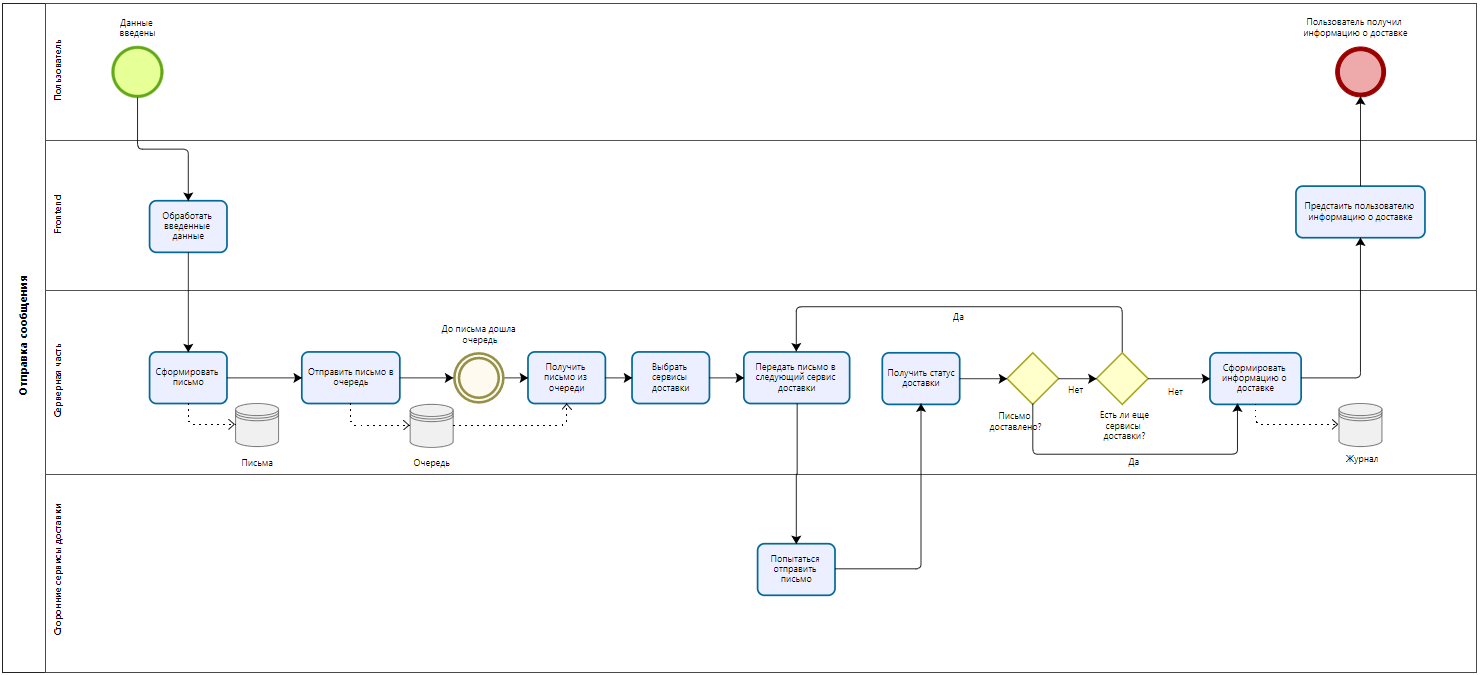 Отправка сообщения
Пользователь
Данные
введены
Пользователь получил
информацию о доставке
Frontend
Обработать
введенные
данные
Предстаить пользователю
информацию о доставке
Серверная часть
Сформировать
письмо
Письма
Отправить письмо в
очередь
Очередь
До письма дошла
очередь
Получить
письмо из
очереди
Выбрать
сервисы
доставки
Передать письмо в
следующий сервис
доставки
Получить статус
доставки
Письмо
доставлено?
Нет
Да
Есть ли еще
сервисы
доставки?
Да
Нет
Сформировать
информацию о
доставке
Журнал
Сторонние сервисы доставки
Попытаться
отправить
письмо